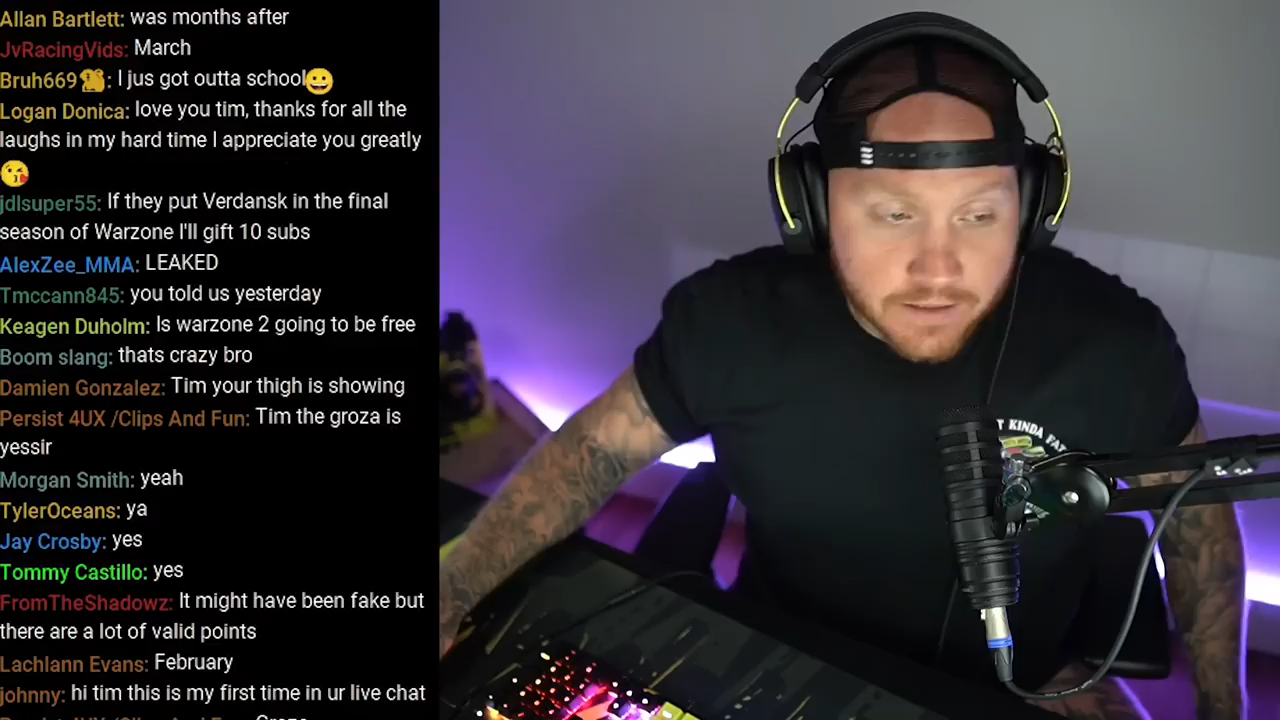 Allan Bartlett: was months after
JvRacingVids: March
Bruh669: I jus got outta school
Logan Donica: love you tim, thanks for all the
laughs in my hard time I appreciate you greatly
jdlsuper55: If they put Verdansk in the final
season of Warzone I'll gift 10 subs
AlexZee_MMA: LEAKED
Tmccann845: you told us yesterday
Keagen Duholm: Is warzone 2 going to be free
Boom slang: thats crazy bro
Damien Gonzalez: Tim your thigh is showing
Persist 4UX /Clips And Fun: Tim the groza is
yessir
Morgan Smith: yeah
TylerOceans: ya
Jay Crosby: yes
Tommy Castillo: yes
FromTheShadowz: It might have been fake but
there are a lot of valid points
Lachlann Evans: February
johnny: hi tim this is my first time in ur live chat
T KINDA FAT